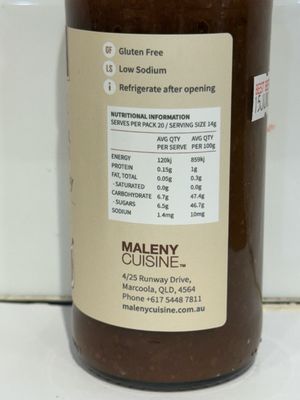 GF Gluten Free
LS Low Sodium
i Refrigerate after opening
NUTRITIONAL INFORMATION
SERVES PER PACK 20 / SERVING SIZE 14g
AVG QTY AVG QTY
PER SERVE PER 100g
ENERGY 120kj 859kj
PROTEIN 0.15g 1g
FAT, TOTAL 0.05g 0.3g
- SATURATED 0.0g 0.0g
CARBOHYDRATE 6.7g 47.4g
- SUGARS 6.5g 46.7g
SODIUM 1.4mg 10mg
MALENY
CUISINE™
4/25 Runway Drive,
Marcoola, QLD, 4564
Phone +617 5448 7811
malenycuisine.com.au
BEST